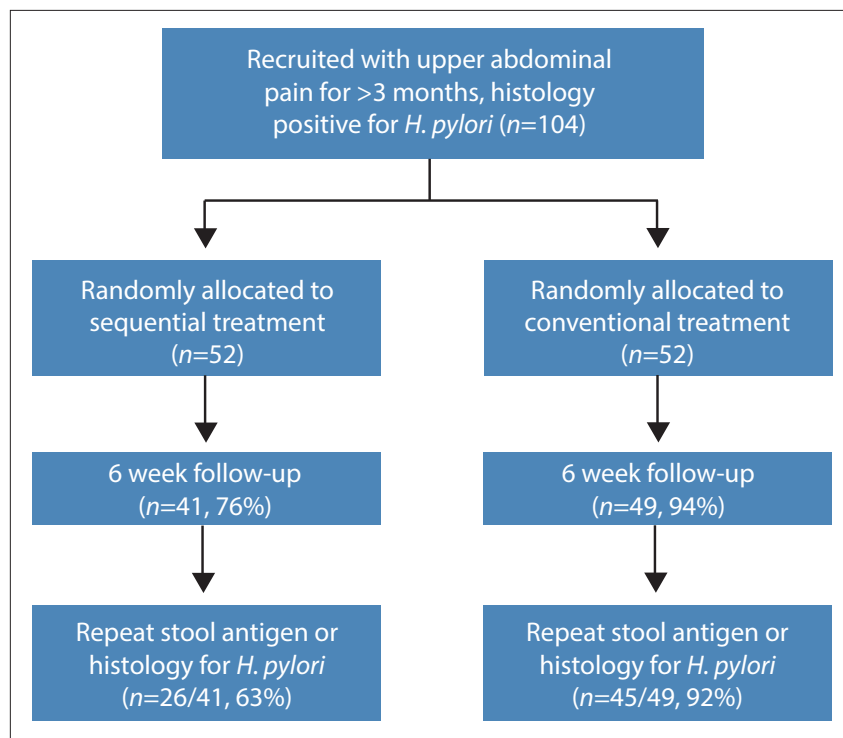 Recruited with upper abdominal
pain for >3 months, histology
positive for H. pylori (n=104)
Randomly allocated to
sequential treatment
(n=52)
Randomly allocated to
conventional treatment
(n=52)
6 week follow-up
(n=41, 76%)
6 week follow-up
(n=49, 94%)
Repeat stool antigen or
histology for H. pylori
(n=26/41, 63%)
Repeat stool antigen or
histology for H. pylori
(n=45/49, 92%)